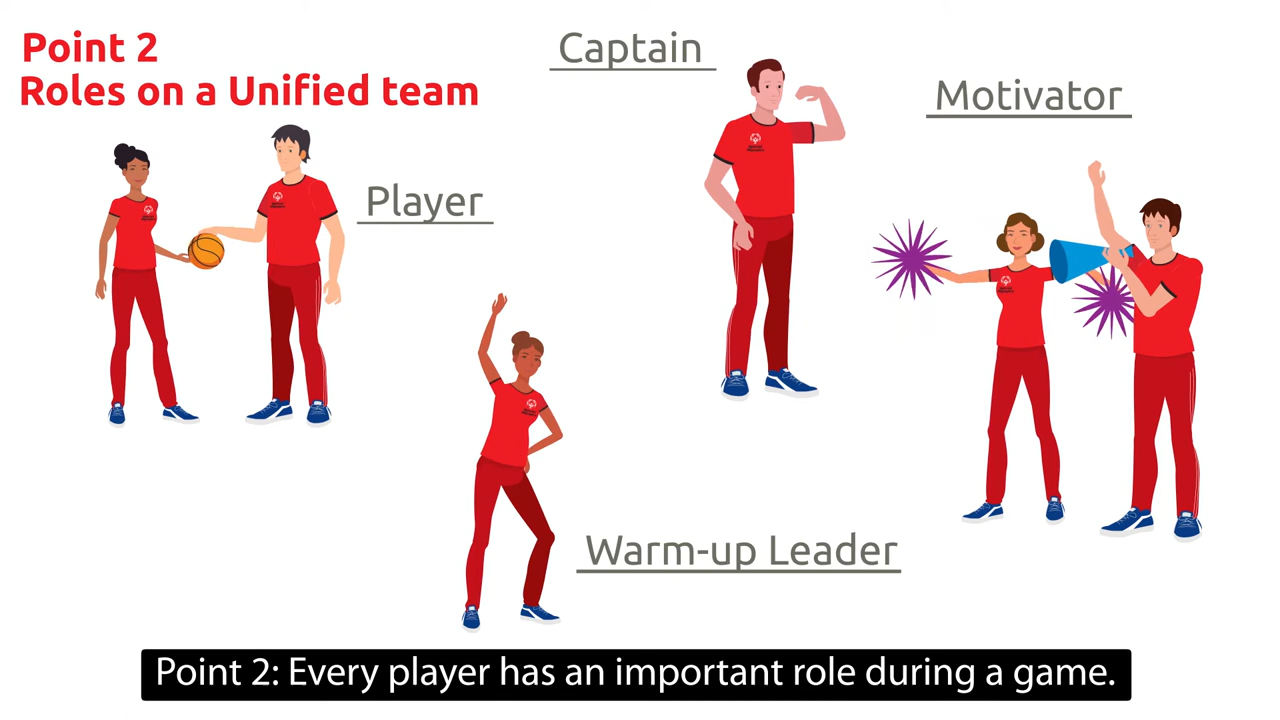 Point 2
Roles on a Unified team
Captain
Motivator
Player
Warm-up Leader
Point 2: Every player has an important role during a game.